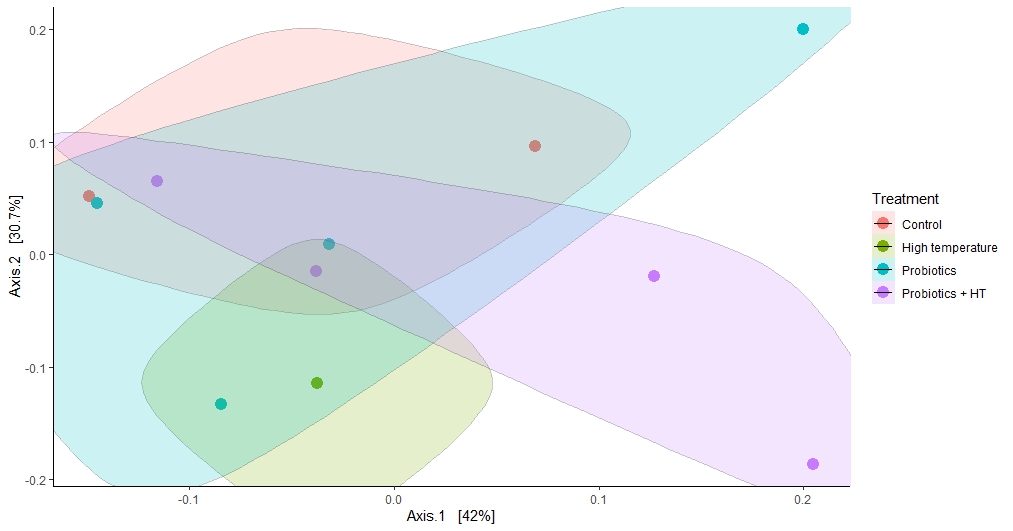 0.2
0.1
0.0
-0.1
-0.2
Axis.2 [30.7%]
-0.1 0.0 0.1 0.2
Axis.1 [42%]
Treatment
Control
High temperature
Probiotics
Probiotics + HT